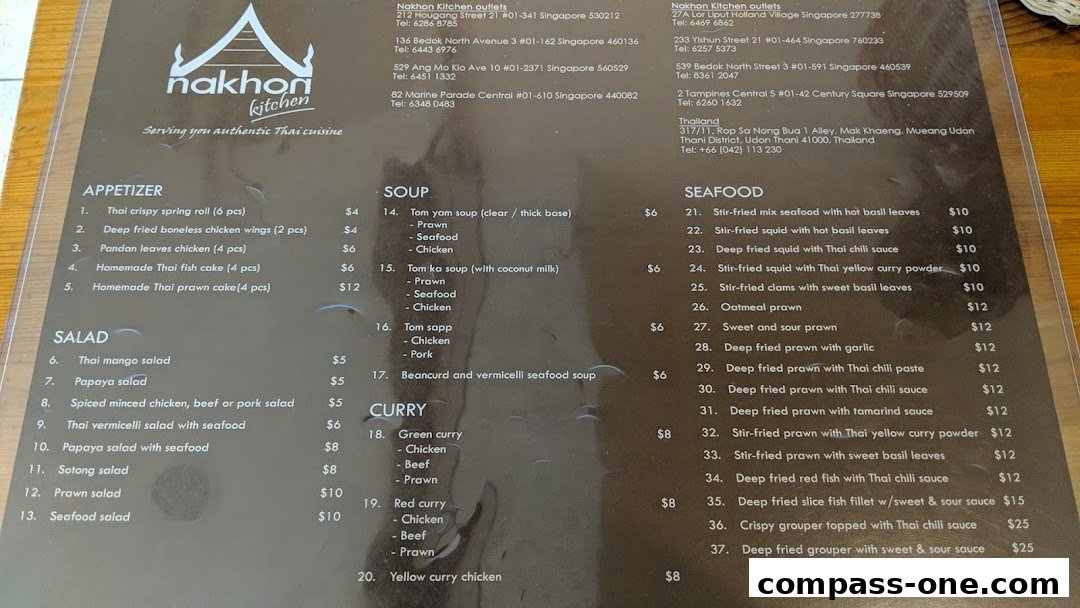 nakhon
kitchen
Serving you authentic Thai cuisine
Nakhon Kitchen outlets
212 Hougang Street 21 #01-341 Singapore 530212
Tel: 6286 8785
136 Bedok North Avenue 3 #01-162 Singapore 460136
Tel: 6443 6976
529 Ang Mo Kio Ave 10 #01-2371 Singapore 560529
Tel: 6451 1332
82 Marine Parade Central #01-610 Singapore 440082
Tel: 6348 0483
Nakhon Kitchen outlets
27A Lor Liput Holland Village Singapore 277738
Tel: 6469 6862
233 Yishun Street 21 #01-464 Singapore 760233
Tel: 6257 5373
539 Bedok North Street 3 #01-591 Singapore 460539
Tel: 8361 2047
2 Tampines Central 5 #01-42 Century Square Singapore 529509
Tel: 6260 1632
Thailand
317/11, Rop Sa Nong Bua 1 Alley, Mak Khaeng, Mueang Udon
Thani District, Udon Thani 41000, Thailand
Tel: +66 (042) 113 230
APPETIZER
1. Thai crispy spring roll (6 pcs) $4
2. Deep fried boneless chicken wings (2 pcs) $4
3. Pandan leaves chicken (4 pcs) $6
4. Homemade Thai fish cake (4 pcs) $6
5. Homemade Thai prawn cake(4 pcs) $12
SALAD
6. Thai mango salad $5
7. Papaya salad $5
8. Spiced minced chicken, beef or pork salad $5
9. Thai vermicelli salad with seafood $6
10. Papaya salad with seafood $8
11. Sotong salad $8
12. Prawn salad $10
13. Seafood salad $10
SOUP
14. Tom yam soup (clear / thick base) $6
- Prawn
- Seafood
- Chicken
15. Tom ka soup (with coconut milk) $6
- Prawn
- Seafood
- Chicken
16. Tom sapp $6
- Chicken
- Pork
17. Beancurd and vermicelli seafood soup $6
CURRY
18. Green curry $8
- Chicken
- Beef
- Prawn
19. Red curry $8
- Chicken
- Beef
- Prawn
20. Yellow curry chicken $8
SEAFOOD
21. Stir-fried mix seafood with hot basil leaves $10
22. Stir-fried squid with hot basil leaves $10
23. Deep fried squid with Thai chili sauce $10
24. Stir-fried squid with Thai yellow curry powder $10
25. Stir-fried clams with sweet basil leaves $10
26. Oatmeal prawn $12
27. Sweet and sour prawn $12
28. Deep fried prawn with garlic $12
29. Deep fried prawn with Thai chili paste $12
30. Deep fried prawn with Thai chili sauce $12
31. Deep fried prawn with tamarind sauce $12
32. Stir-fried prawn with Thai yellow curry powder $12
33. Stir-fried prawn with sweet basil leaves $12
34. Deep fried red fish with Thai chili sauce $12
35. Deep fried slice fish fillet w/sweet & sour sauce $15
36. Crispy grouper topped with Thai chili sauce $25
37. Deep fried grouper with sweet & sour sauce $25
compass-one.com